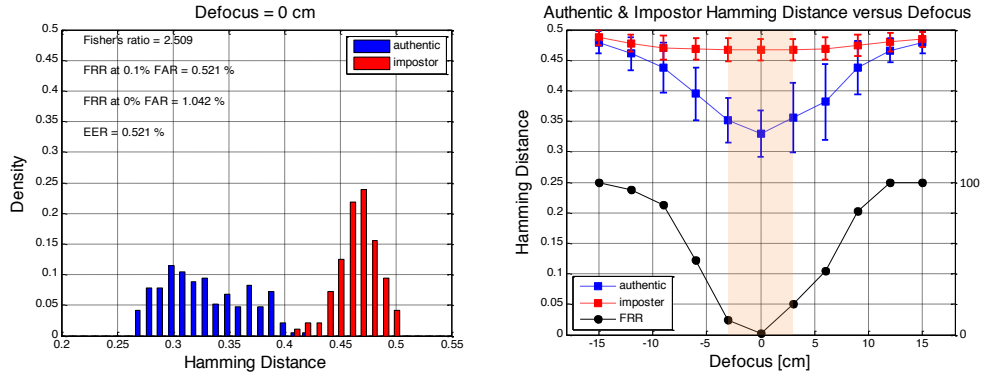 Defocus = 0 cm
Fisher's ratio = 2.509
FRR at 0.1% FAR = 0.521 %
FRR at 0% FAR = 1.042 %
EER = 0.521 %
authentic
impostor
0.5
0.45
0.4
0.35
0.3
0.25
0.2
0.15
0.1
0.05
0
Density
0.2 0.25 0.3 0.35 0.4 0.45 0.5 0.55
Hamming Distance
Authentic & Impostor Hamming Distance versus Defocus
0.5
0.45
0.4
0.35
0.3
0.25
0.2
0.15
0.1
0.05
0
Hamming Distance
100
0
authentic
imposter
FRR
-15 -10 -5 0 5 10 15
Defocus [cm]